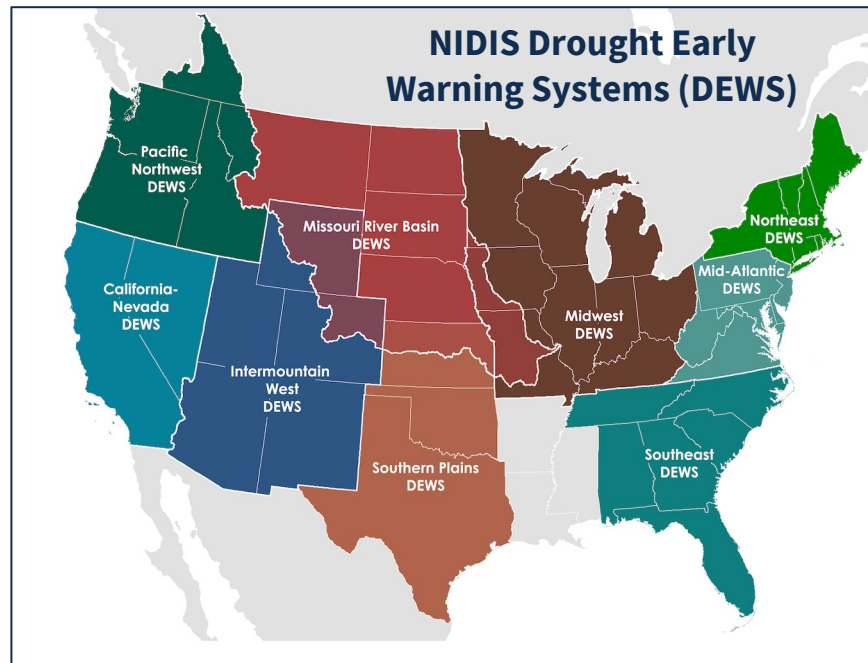 NIDIS Drought Early
Warning Systems (DEWS)
Pacific
Northwest
DEWS
Missouri River Basin
DEWS
Northeast
DEWS
Mid-Atlantic
DEWS
California-
Nevada
DEWS
Midwest
DEWS
Intermountain
West
DEWS
Southern Plains
DEWS
Southeast
DEWS